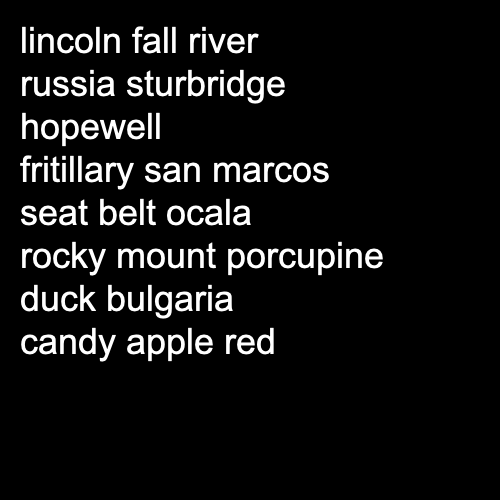 lincoln fall river
russia sturbridge
hopewell
fritillary san marcos
seat belt ocala
rocky mount porcupine
duck bulgaria
candy apple red